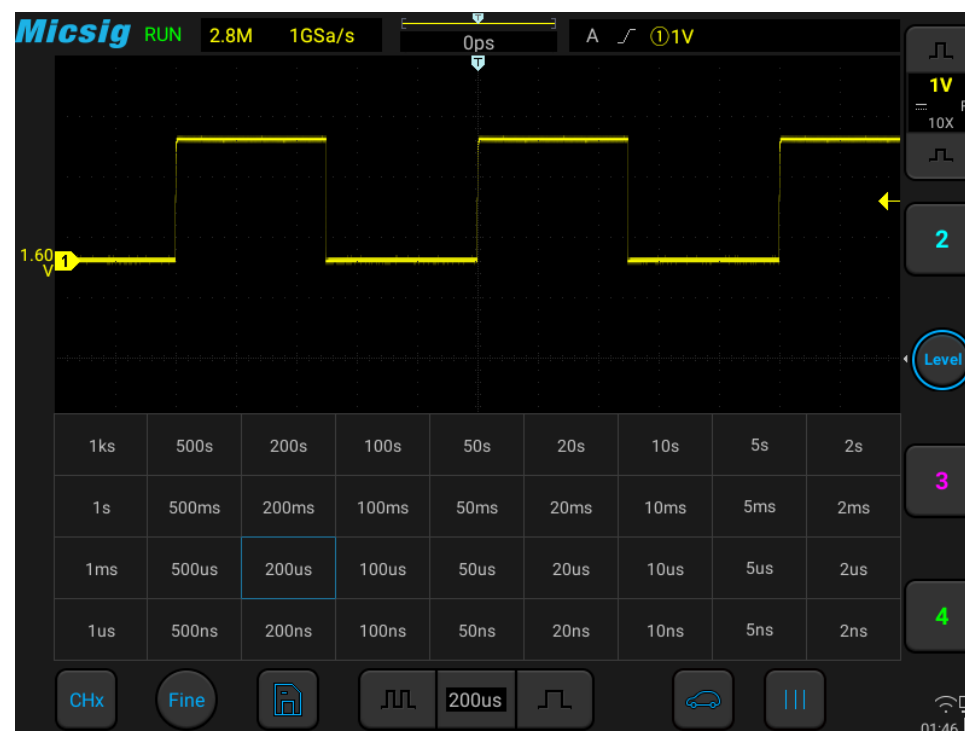 Micsig RUN 2.8M 1GSa/s T 0ps A ①1V
T
1V
10X
1.60
V
1
2
Level
1ks 500s 200s 100s 50s 20s 10s 5s 2s
1s 500ms 200ms 100ms 50ms 20ms 10ms 5ms 2ms
1ms 500us 200us 100us 50us 20us 10us 5us 2us
1us 500ns 200ns 100ns 50ns 20ns 10ns 5ns 2ns
3
4
CHx Fine 200us
01:46